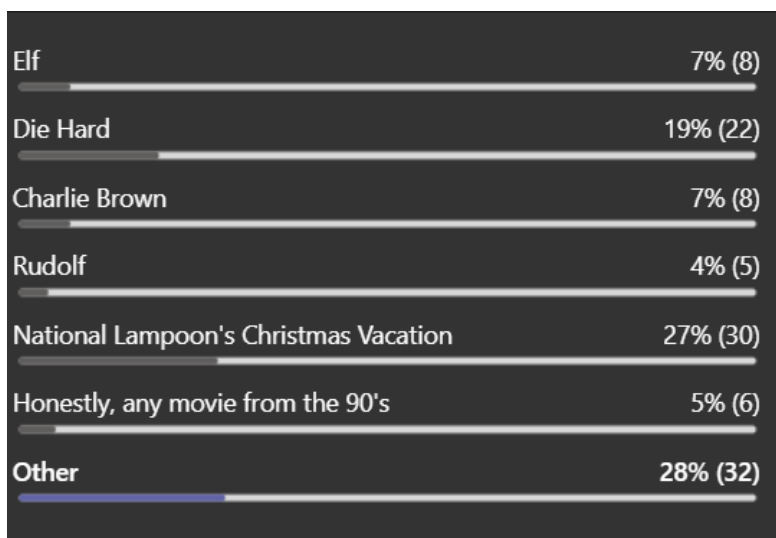 Elf 7% (8)
Die Hard 19% (22)
Charlie Brown 7% (8)
Rudolf 4% (5)
National Lampoon's Christmas Vacation 27% (30)
Honestly, any movie from the 90's 5% (6)
Other 28% (32)